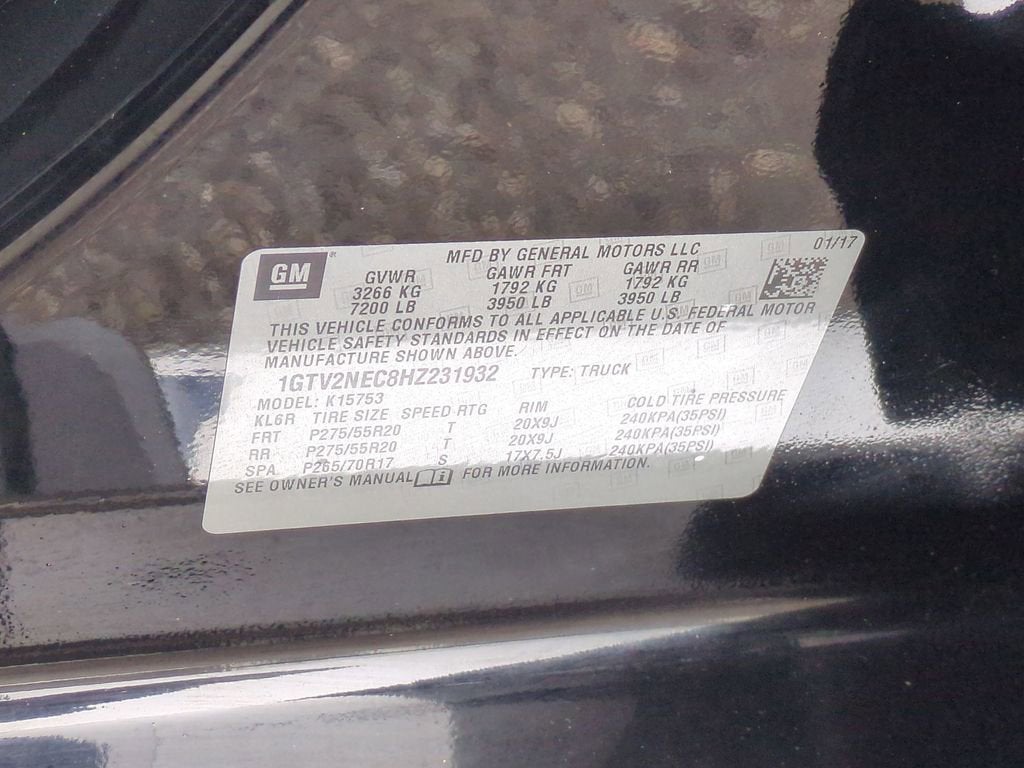 GM
MFD BY GENERAL MOTORS LLC 01/17
GVWR GAWR FRT GAWR RR
3266 KG 1792 KG 1792 KG
7200 LB 3950 LB 3950 LB
THIS VEHICLE CONFORMS TO ALL APPLICABLE U.S. FEDERAL MOTOR
VEHICLE SAFETY STANDARDS IN EFFECT ON THE DATE OF
MANUFACTURE SHOWN ABOVE.
1GTV2NEC8HZ231932 TYPE: TRUCK
MODEL: K15753
KL6R TIRE SIZE SPEED RTG RIM COLD TIRE PRESSURE
FRT P275/55R20 T 20X9J 240KPA(35PSI)
RR P275/55R20 T 20X9J 240KPA(35PSI)
SPA P265/70R17 S 17X7.5J 240KPA(35PSI)
SEE OWNER'S MANUAL i FOR MORE INFORMATION.